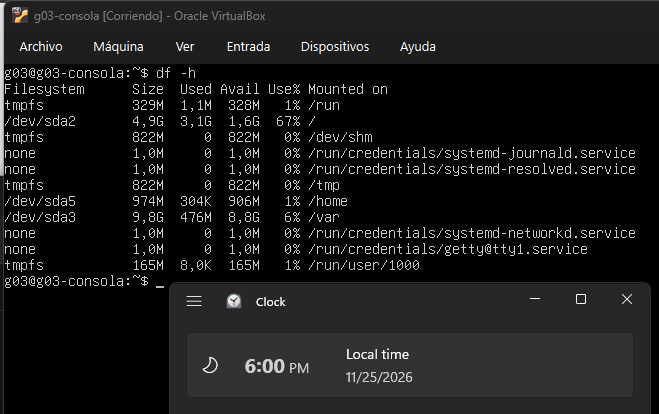 g03-consola [Corriendo] - Oracle VirtualBox
Archivo Máquina Ver Entrada Dispositivos Ayuda
g03@g03-consola:~$ df -h
Filesystem Size Used Avail Use% Mounted on
tmpfs 329M 1,1M 328M 1% /run
/dev/sda2 4,9G 3,1G 1,6G 67% /
tmpfs 822M 0 822M 0% /dev/shm
none 1,0M 0 1,0M 0% /run/credentials/systemd-journald.service
none 1,0M 0 1,0M 0% /run/credentials/systemd-resolved.service
tmpfs 822M 0 822M 0% /tmp
/dev/sda5 974M 304K 906M 1% /home
/dev/sda3 9,8G 476M 8,8G 6% /var
none 1,0M 0 1,0M 0% /run/credentials/systemd-networkd.service
none 1,0M 0 1,0M 0% /run/credentials/getty@tty1.service
tmpfs 165M 8,0K 165M 1% /run/user/1000
g03@g03-consola:~$ _
Clock
6:00 PM
Local time
11/25/2026